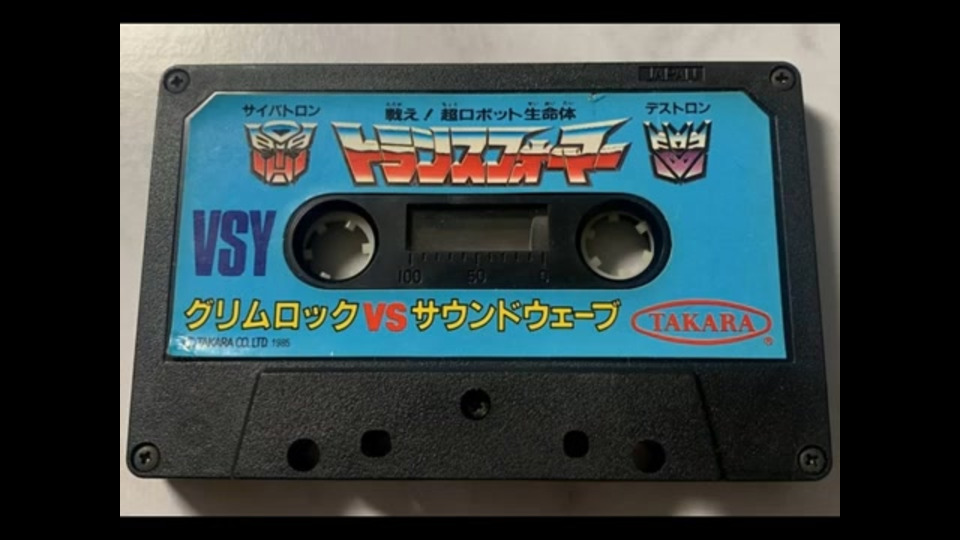 JAPAN
サイバトロン
戦え!超ロボット生命体
デストロン
トランスフォーマー
VSY
100 50 0
グリムロックVSサウンドウェーブ
TAKARA®
© TAKARA CO.,LTD 1985